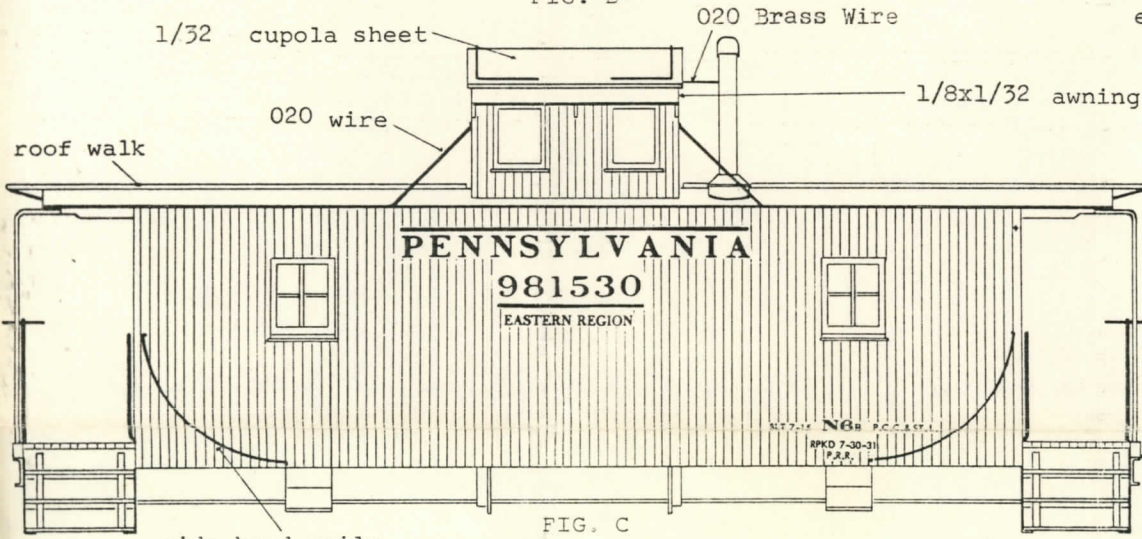 020 Brass Wire
1/32 cupola sheet
1/8x1/32 awning
020 wire
roof walk
PENNSYLVANIA
981530
EASTERN REGION
N6B P.C.C.& ST.L.
RPKD 7-30-31
P.R.R.
FIG. C